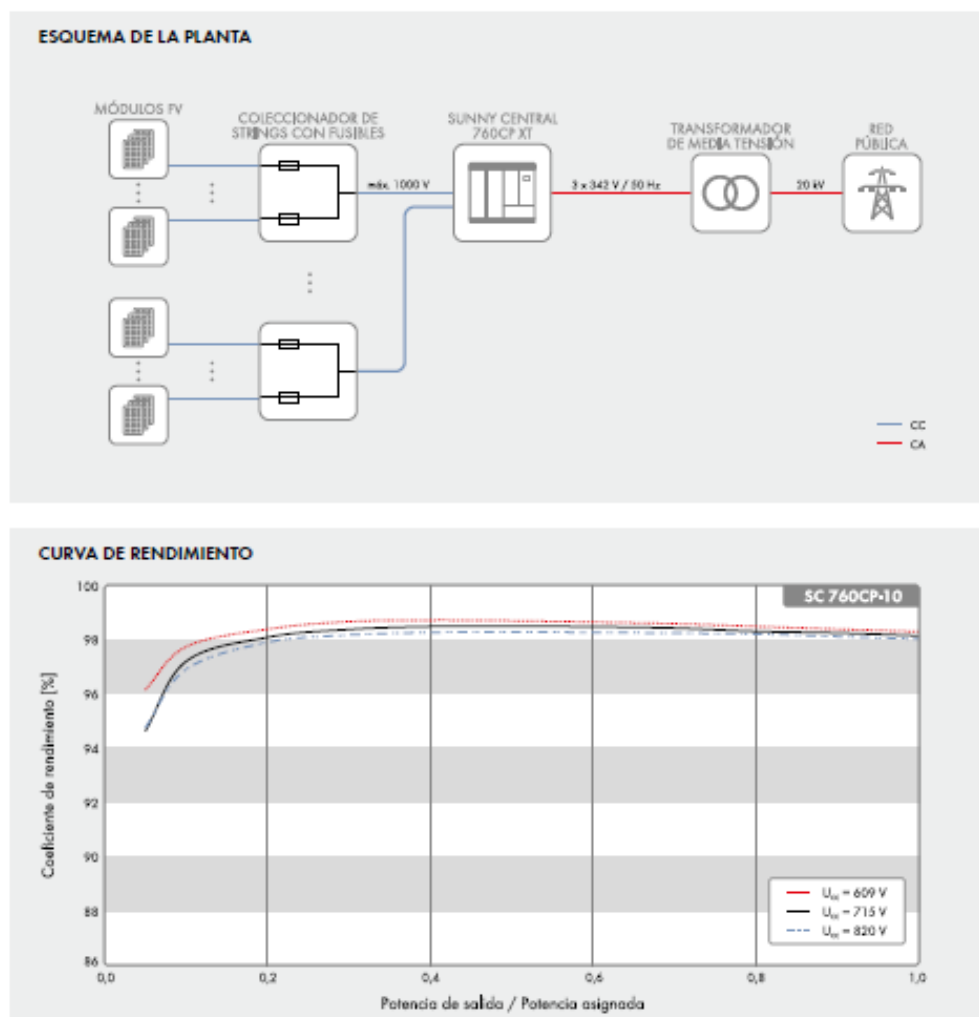 ESQUEMA DE LA PLANTA
MÓDULOS FV
COLECCIONADOR DE
STRINGS CON FUSIBLES
SUNNY CENTRAL
760CP XT
TRANSFORMADOR
DE MEDIA TENSIÓN
RED
PÚBLICA
máx. 1000 V
3 x 342 V / 50 Hz
20 kV
CC
CA
CURVA DE RENDIMIENTO
SC 760CP-10
Coeficiente de rendimiento [%]
100
98
96
94
92
90
88
86
U_cc = 609 V
U_cc = 715 V
U_cc = 820 V
0,0
0,2
0,4
0,6
0,8
1,0
Potencia de salida / Potencia asignada